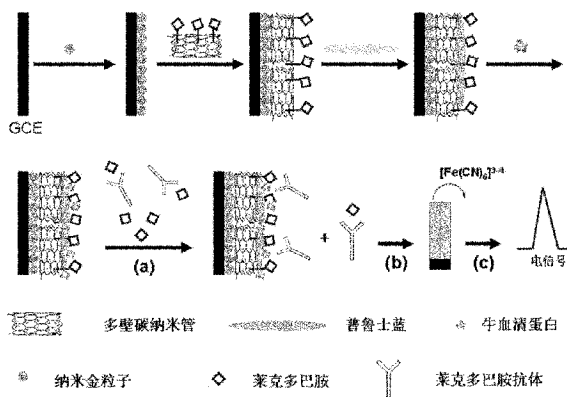 GCE
[Fe(CN)₆]³⁻/⁴⁻
(a)
+
(b)
(c)
电信号
多壁碳纳米管
普鲁士蓝
牛血清蛋白
纳米金粒子
莱克多巴胺
莱克多巴胺抗体